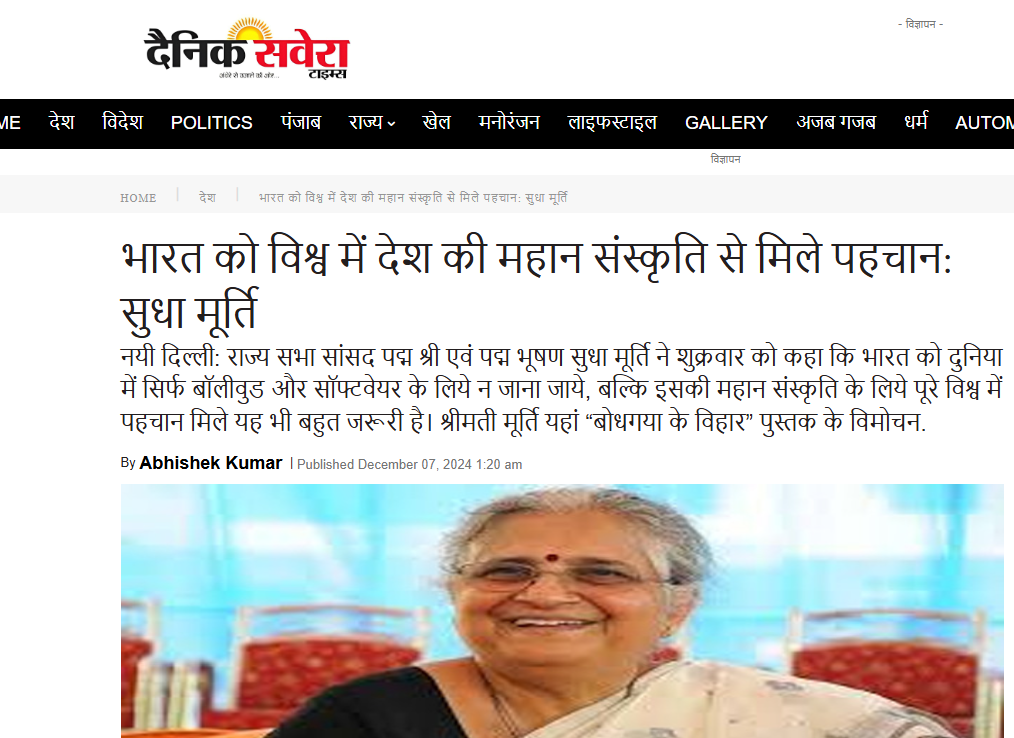 - विज्ञापन -
दैनिक सवेरा
टाइम्स
ME देश विदेश POLITICS पंजाब राज्य खेल मनोरंजन लाइफस्टाइल GALLERY अजब गजब धर्म AUTOM
विज्ञापन
HOME देश भारत को विश्व में देश की महान संस्कृति से मिले पहचान: सुधा मूर्ति
भारत को विश्व में देश की महान संस्कृति से मिले पहचान:
सुधा मूर्ति
नयी दिल्ली: राज्य सभा सांसद पद्म श्री एवं पद्म भूषण सुधा मूर्ति ने शुक्रवार को कहा कि भारत को दुनिया
में सिर्फ बॉलीवुड और सॉफ्टवेयर के लिये न जाना जाये, बल्कि इसकी महान संस्कृति के लिये पूरे विश्व में
पहचान मिले यह भी बहुत जरूरी है। श्रीमती मूर्ति यहां “बोधगया के विहार” पुस्तक के विमोचन.
By Abhishek Kumar | Published December 07, 2024 1:20 am